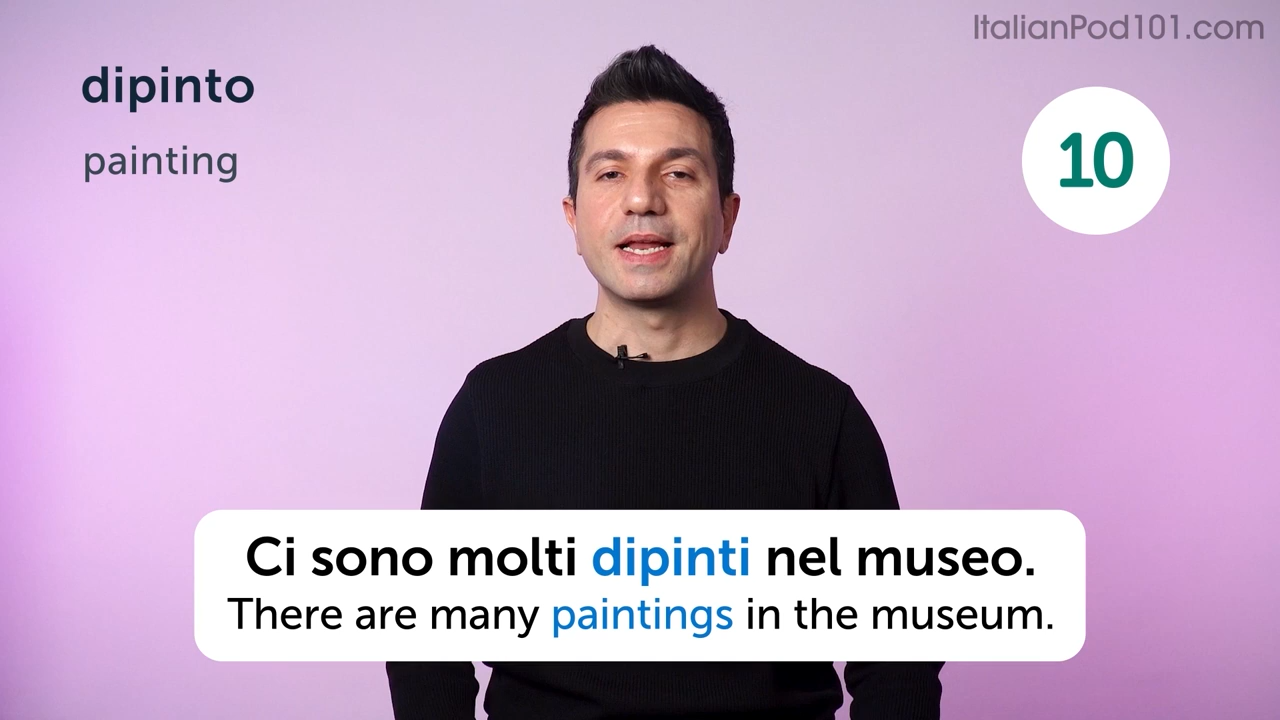 ItalianPod101.com
dipinto
painting
10
Ci sono molti dipinti nel museo.
There are many paintings in the museum.